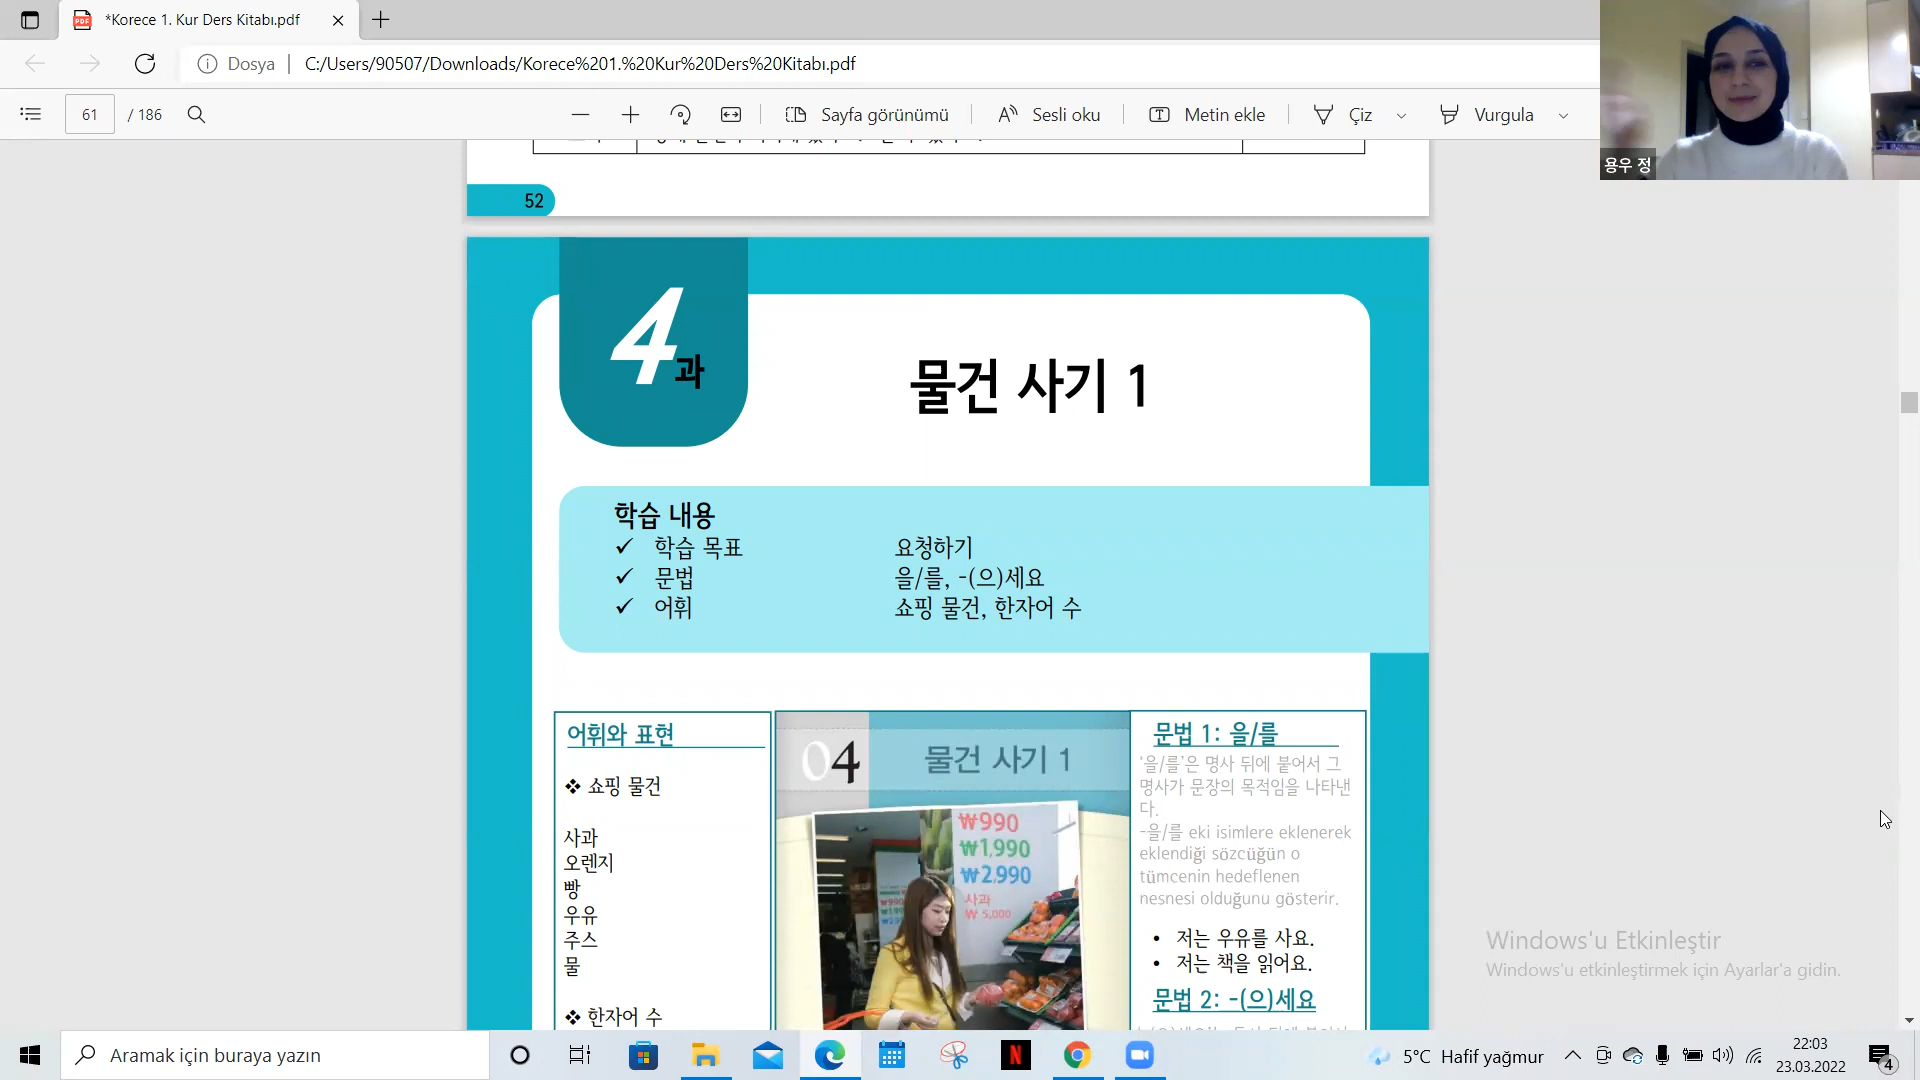 *Korece 1. Kur Ders Kitabı.pdf
Dosya
C:/Users/90507/Downloads/Korece%201.%20Kur%20Ders%20Kitabı.pdf
61 / 186
Sayfa görünümü
Sesli oku
Metin ekle
Çiz
Vurgula
용우 정
52
4과
물건 사기 1
학습 내용
✓ 학습 목표 요청하기
✓ 문법 을/를, -(으)세요
✓ 어휘 쇼핑 물건, 한자어 수
어휘와 표현
❖ 쇼핑 물건
사과
오렌지
빵
우유
주스
물
❖ 한자어 수
04 물건 사기 1
₩990
₩1,990
₩2,990
사과
₩ 5,000
문법 1: 을/를
'을/를'은 명사 뒤에 붙어서 그
명사가 문장의 목적임을 나타낸
다.
-을/를 eki isimlere eklenerek
eklendiği sözcüğün o
tümcenin hedeflenen
nesnesi olduğunu gösterir.
• 저는 우유를 사요.
• 저는 책을 읽어요.
문법 2: -(으)세요
Windows'u Etkinleştir
Windows'u etkinleştirmek için Ayarlar'a gidin.
Aramak için buraya yazın
5°C Hafif yağmur
22:03
23.03.2022
4